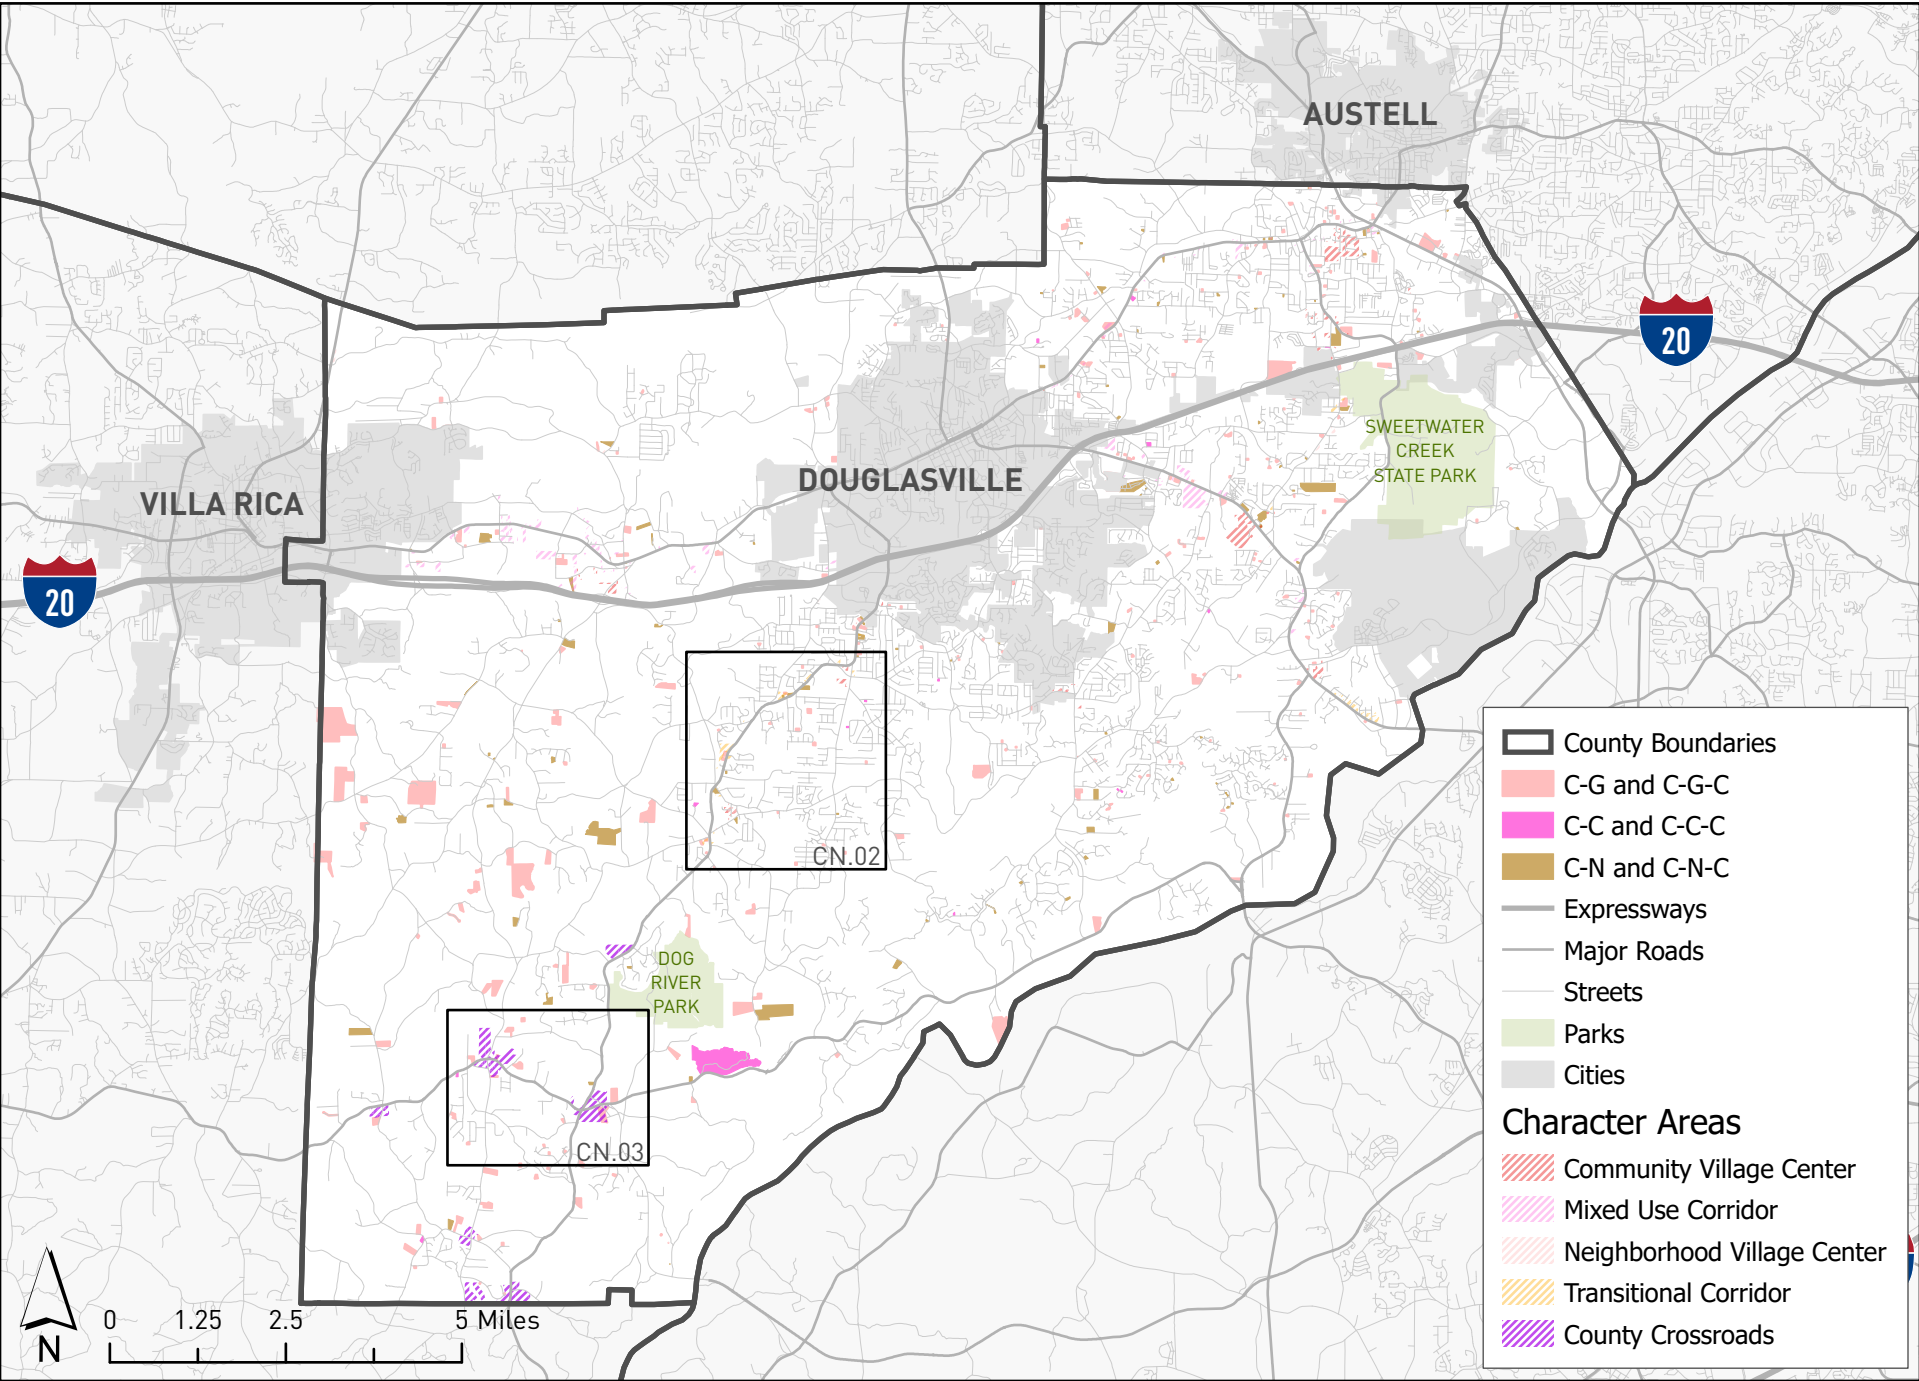 AUSTELL
20
SWEETWATER
CREEK
STATE PARK
DOUGLASVILLE
VILLA RICA
20
CN.02
DOG
RIVER
PARK
CN.03
County Boundaries
C-G and C-G-C
C-C and C-C-C
C-N and C-N-C
Expressways
Major Roads
Streets
Parks
Cities
Character Areas
Community Village Center
Mixed Use Corridor
Neighborhood Village Center
Transitional Corridor
County Crossroads
0 1.25 2.5 5 Miles
N